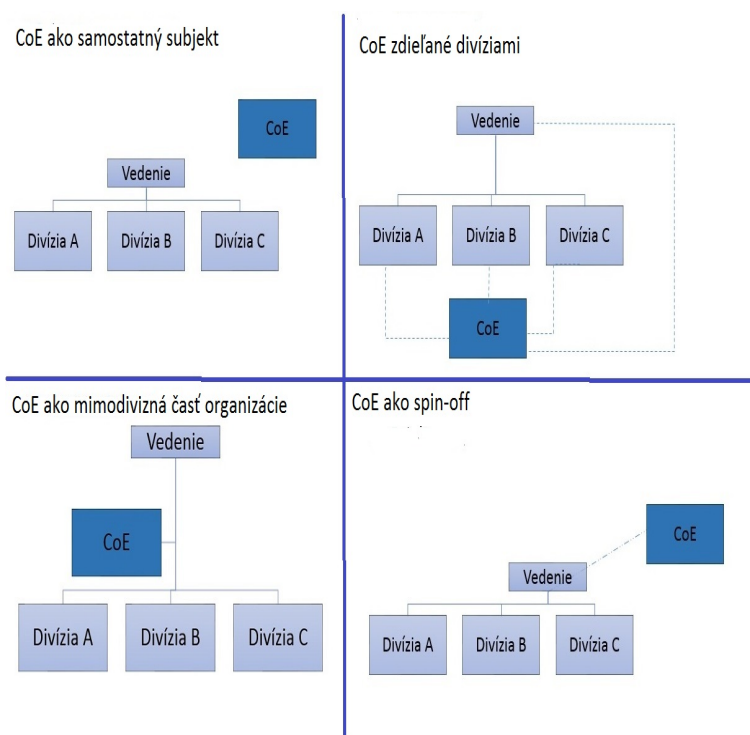 CoE ako samostatný subjekt
CoE
Vedenie
Divízia A
Divízia B
Divízia C
CoE zdieľané divíziami
Vedenie
Divízia A
Divízia B
Divízia C
CoE
CoE ako mimodivizná časť organizácie
Vedenie
CoE
Divízia A
Divízia B
Divízia C
CoE ako spin-off
CoE
Vedenie
Divízia A
Divízia B
Divízia C